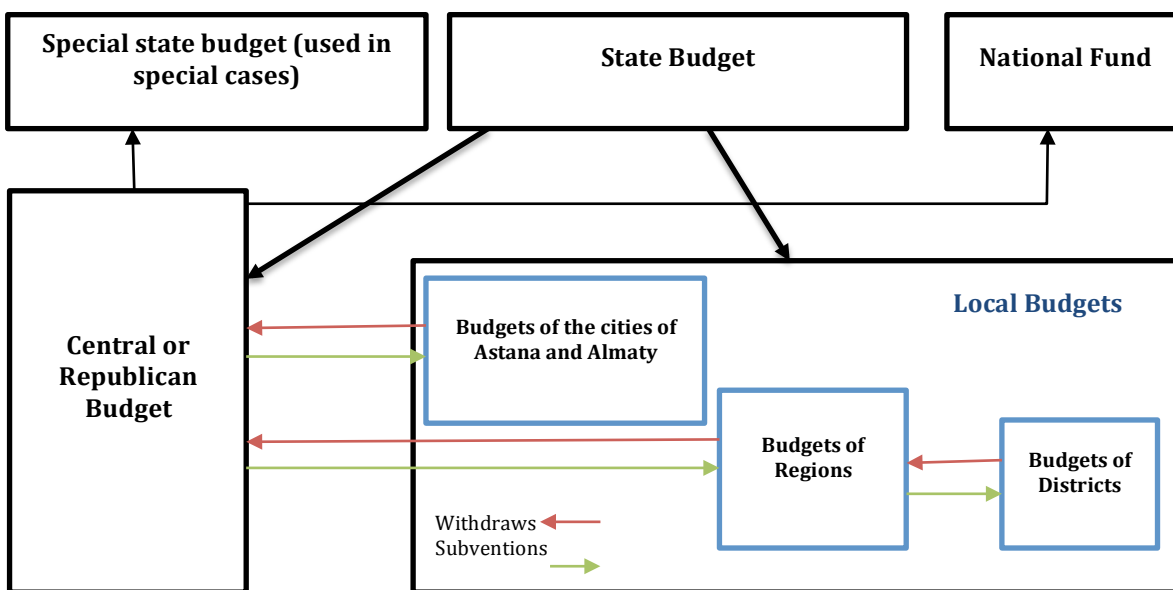 Special state budget (used in
special cases)
State Budget
National Fund
Central or
Republican
Budget
Local Budgets
Budgets of the cities of
Astana and Almaty
Budgets of
Regions
Budgets of
Districts
Withdraws
Subventions